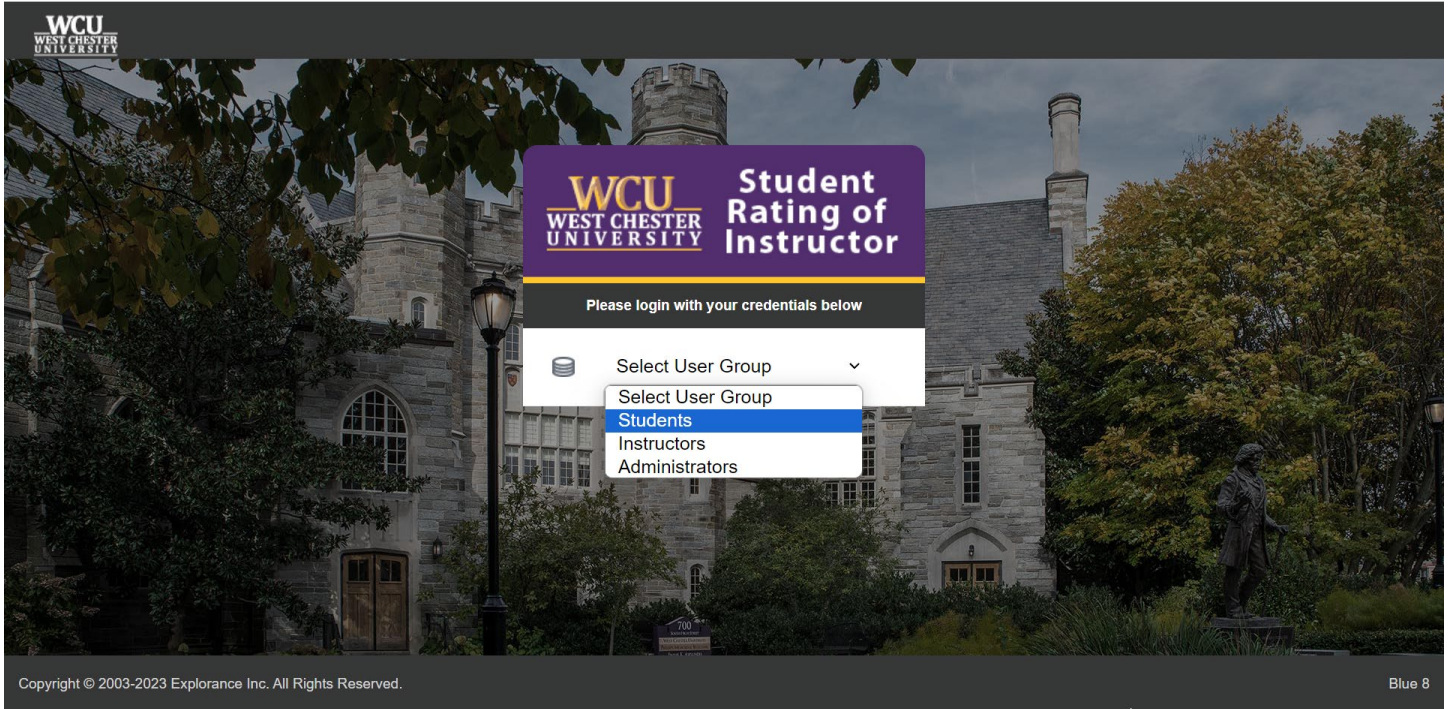 WCU
WEST CHESTER
UNIVERSITY
WCU
WEST CHESTER
UNIVERSITY
Student
Rating of
Instructor
Please login with your credentials below
Select User Group
Select User Group
Students
Instructors
Administrators
700
Copyright © 2003-2023 Explorance Inc. All Rights Reserved.
Blue 8